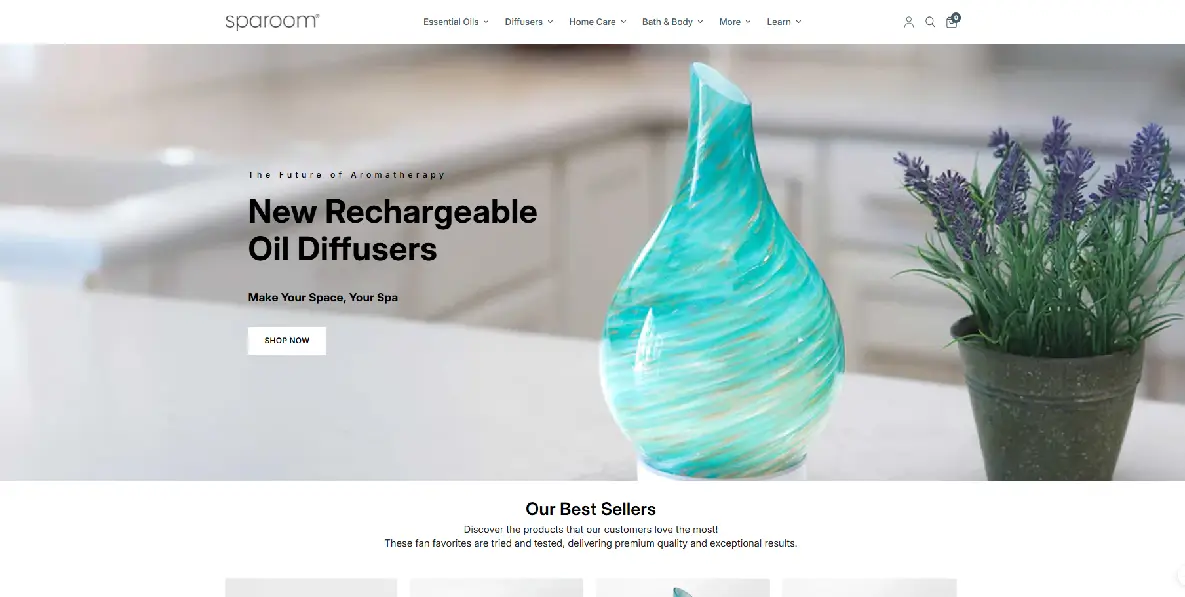 sparoom®
Essential Oils
Diffusers
Home Care
Bath & Body
More
Learn
0
The Future of Aromatherapy
New Rechargeable
Oil Diffusers
Make Your Space, Your Spa
SHOP NOW
Our Best Sellers
Discover the products that our customers love the most!
These fan favorites are tried and tested, delivering premium quality and exceptional results.